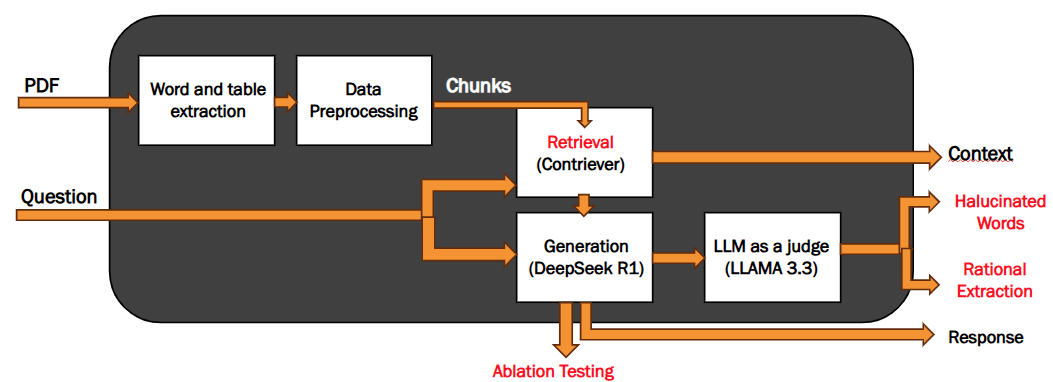 PDF
Word and table
extraction
Data
Preprocessing
Chunks
Retrieval
(Contriever)
Context
Question
Halucinated
Words
Generation
(DeepSeek R1)
LLM as a judge
(LLAMA 3.3)
Rational
Extraction
Response
Ablation Testing